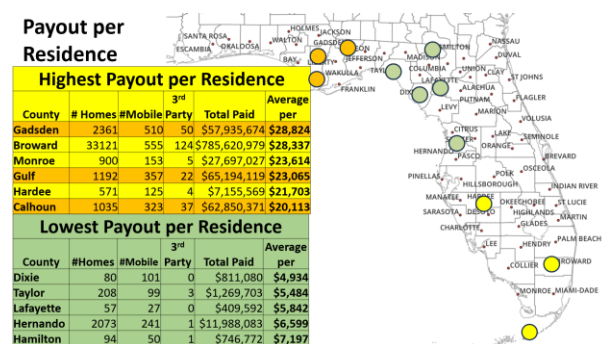 Payout per
Residence
Highest Payout per Residence
County # Homes #Mobile 3rd Party Total Paid Average per
Gadsden 2361 510 50 $57,935,674 $28,824
Broward 33121 555 124 $785,620,979 $28,337
Monroe 900 153 5 $27,697,027 $23,614
Gulf 1192 357 22 $65,194,119 $23,065
Hardee 571 125 4 $7,155,569 $21,703
Calhoun 1035 323 37 $62,850,371 $20,113
Lowest Payout per Residence
County #Homes #Mobile 3rd Party Total Paid Average per
Dixie 80 101 0 $811,080 $4,934
Taylor 208 99 3 $1,269,703 $5,484
Lafayette 57 27 0 $409,592 $5,842
Hernando 2073 241 1 $11,988,083 $6,599
Hamilton 94 50 1 $746,772 $7,197
HOLMES
JACKSON
SANTA ROSA
WALTON
GADSDE
ESCAMBIA
OKALOOSA
BAY
LIBERTY
EON
JEFFERSON
MADISON
MILTON
NASSAU
DUVAL
WAKULLA
TAYL
COLUMBIA
UNION
CLAY
ST JOHNS
FRANKLIN
LAFAYETTE
DIX
ALACHUA
PUTNAM
FLAGLER
LEVY
MARION
VOLUSIA
CITRUS
LAKE
SEMINOLE
HERNANDO
ORANGE
PASCO
BREVARD
OSCEOLA
PINELLAS
HILLSBOROUGH
POLK
INDIAN RIVER
MANATEE
HARDEE
OKEECHOBEE
ST LUCIE
SARASOTA
DESOTO
HIGHLANDS
MARTIN
CHARLOTTE
GLADES
LEE
HENDRY
PALM BEACH
COLLIER
ROWARD
MONROE
MIAMI-DADE